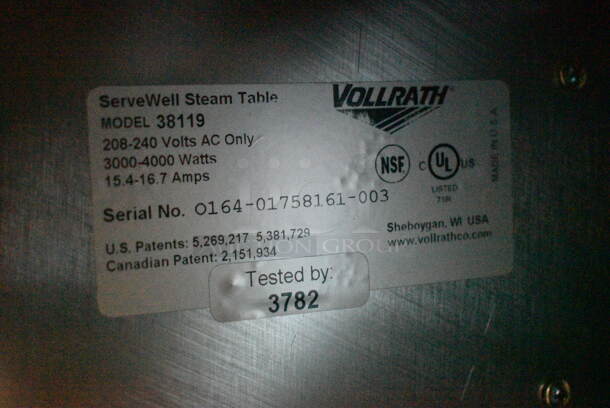 ServeWell Steam Table
MODEL 38119
208-240 Volts AC Only
3000-4000 Watts
15.4-16.7 Amps
Serial No. O164-01758161-003
U.S. Patents: 5,269,217 5,381,729
Canadian Patent: 2,151,934
VOLLRATH®
NSF®
C UL® US
LISTED
MADE IN U.S.A.
Sheboygan, WI USA
www.vollrathco.com
GROUP
Tested by:
3782